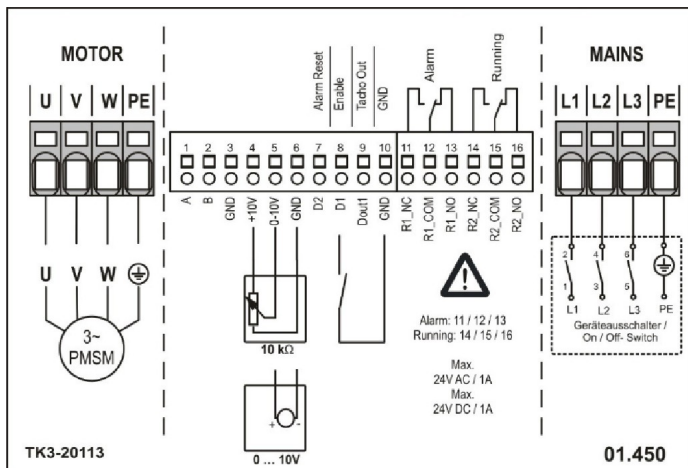 MOTOR
MAINS
Alarm Reset
Enable
Tacho Out
GND
Alarm
Running
U V W PE
L1 L2 L3 PE
1 2 3 4 5 6 7 8 9 10 11 12 13 14 15 16
A
B
GND
+10V
0-10V
GND
D2
D1
Dout1
GND
R1_NC
R1_COM
R1_NO
R2_NC
R2_COM
R2_NO
U V W
3~
PMSM
10 kΩ
+ -
0 ... 10V
!
Alarm: 11 / 12 / 13
Running: 14 / 15 / 16
Max.
24V AC / 1A
Max.
24V DC / 1A
2 4 6
1 3 5
L1 L2 L3 PE
Geräteausschalter /
On / Off- Switch
TK3-20113
01.450